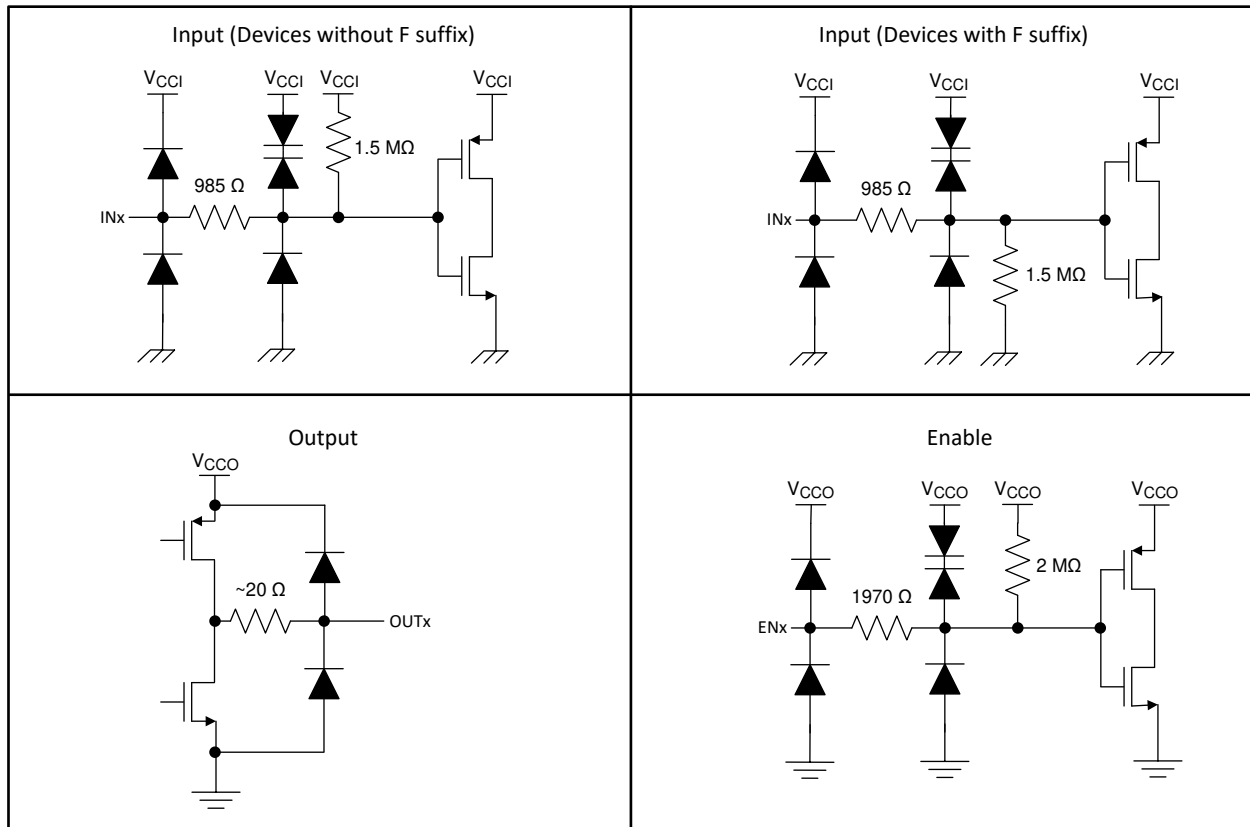 Input (Devices without F suffix)
VCCI VCCI VCCI VCCI
1.5 MΩ
985 Ω
INx
Input (Devices with F suffix)
VCCI VCCI VCCI
985 Ω
INx
1.5 MΩ
Output
VCCO
~20 Ω
OUTx
Enable
VCCO VCCO VCCO VCCO
2 MΩ
1970 Ω
ENx